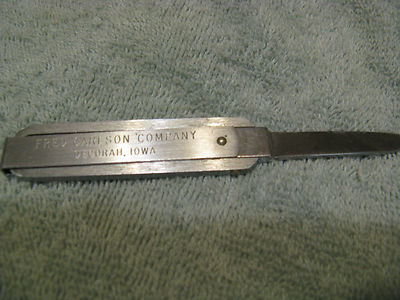 FRED CARLSON COMPANY
DECORAH, IOWA